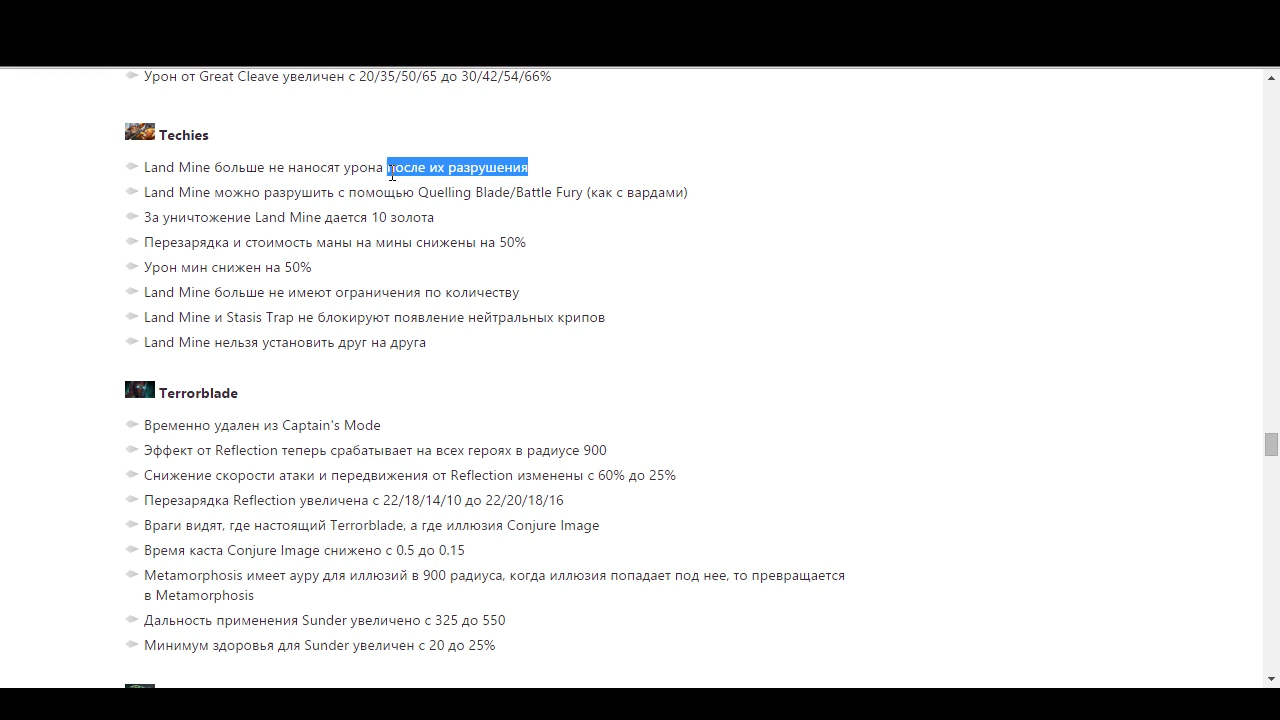 Урон от Great Cleave увеличен с 20/35/50/65 до 30/42/54/66%
Techies
Land Mine больше не наносят урона после их разрушения
Land Mine можно разрушить с помощью Quelling Blade/Battle Fury (как с вардами)
За уничтожение Land Mine дается 10 золота
Перезарядка и стоимость маны на мины снижены на 50%
Урон мин снижен на 50%
Land Mine больше не имеют ограничения по количеству
Land Mine и Stasis Trap не блокируют появление нейтральных крипов
Land Mine нельзя установить друг на друга
Terrorblade
Временно удален из Captain's Mode
Эффект от Reflection теперь срабатывает на всех героях в радиусе 900
Снижение скорости атаки и передвижения от Reflection изменены с 60% до 25%
Перезарядка Reflection увеличена с 22/18/14/10 до 22/20/18/16
Враги видят, где настоящий Terrorblade, а где иллюзия Conjure Image
Время каста Conjure Image снижено с 0.5 до 0.15
Metamorphosis имеет ауру для иллюзий в 900 радиуса, когда иллюзия попадает под нее, то превращается
в Metamorphosis
Дальность применения Sunder увеличено с 325 до 550
Минимум здоровья для Sunder увеличен с 20 до 25%